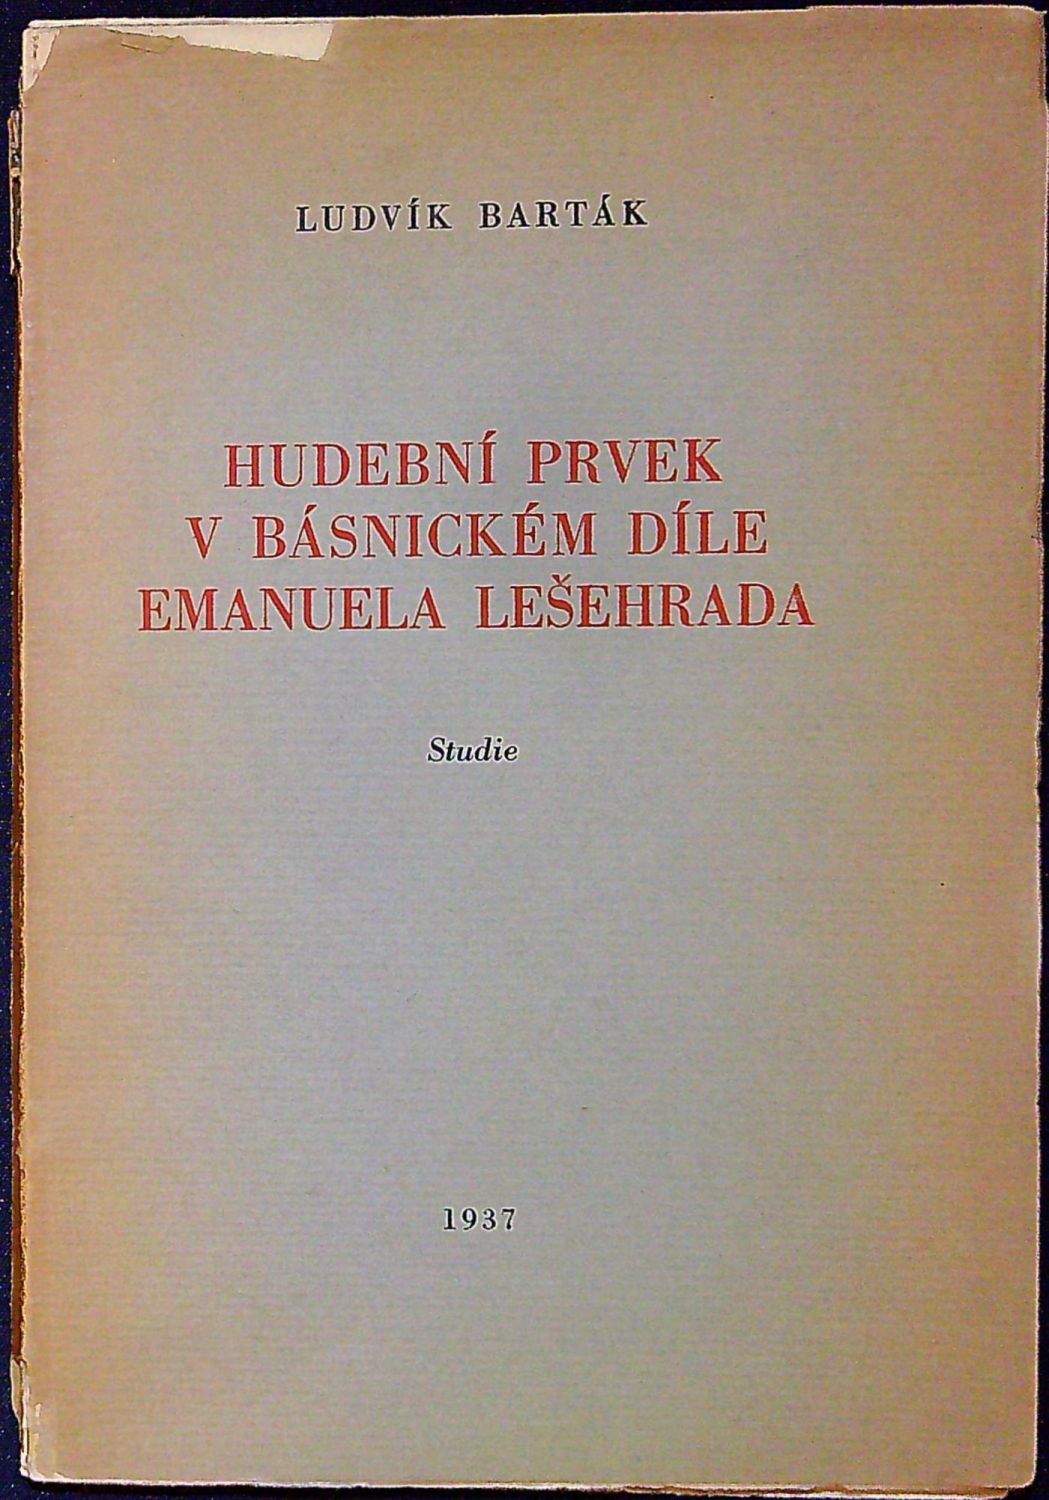 LUDVÍK BARTÁK
HUDEBNÍ PRVEK
V BÁSNICKÉM DÍLE
EMANUELA LEŠEHRADA
Studie
1937